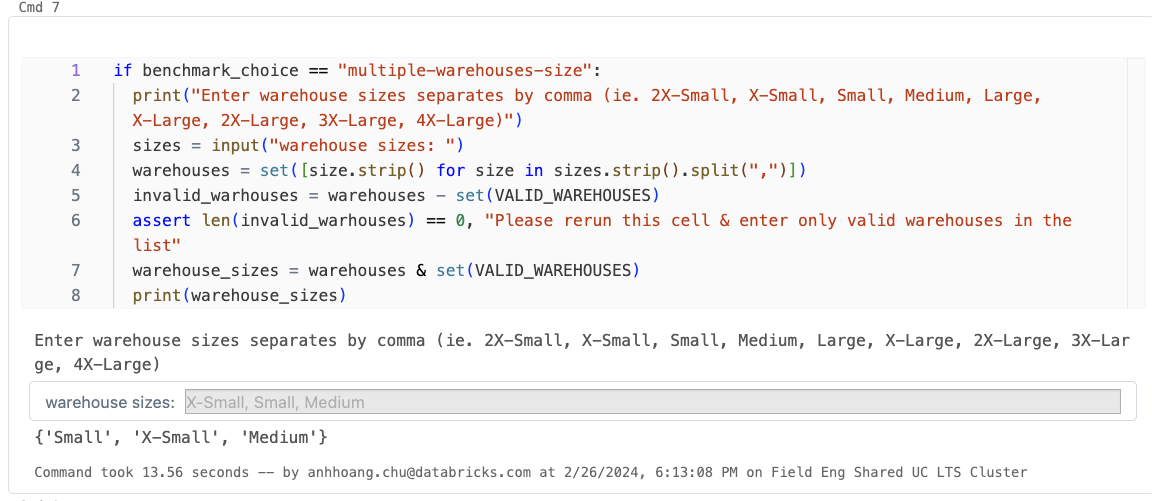 Cmd 7
1 if benchmark_choice == "multiple-warehouses-size":
2 print("Enter warehouse sizes separates by comma (ie. 2X-Small, X-Small, Small, Medium, Large,
X-Large, 2X-Large, 3X-Large, 4X-Large)")
3 sizes = input("warehouse sizes: ")
4 warehouses = set([size.strip() for size in sizes.strip().split(",")])
5 invalid_warhouses = warehouses - set(VALID_WAREHOUSES)
6 assert len(invalid_warhouses) == 0, "Please rerun this cell & enter only valid warehouses in the
list"
7 warehouse_sizes = warehouses & set(VALID_WAREHOUSES)
8 print(warehouse_sizes)
Enter warehouse sizes separates by comma (ie. 2X-Small, X-Small, Small, Medium, Large, X-Large, 2X-Large, 3X-Lar
ge, 4X-Large)
warehouse sizes: X-Small, Small, Medium
{'Small', 'X-Small', 'Medium'}
Command took 13.56 seconds -- by anhhoang.chu@databricks.com at 2/26/2024, 6:13:08 PM on Field Eng Shared UC LTS Cluster